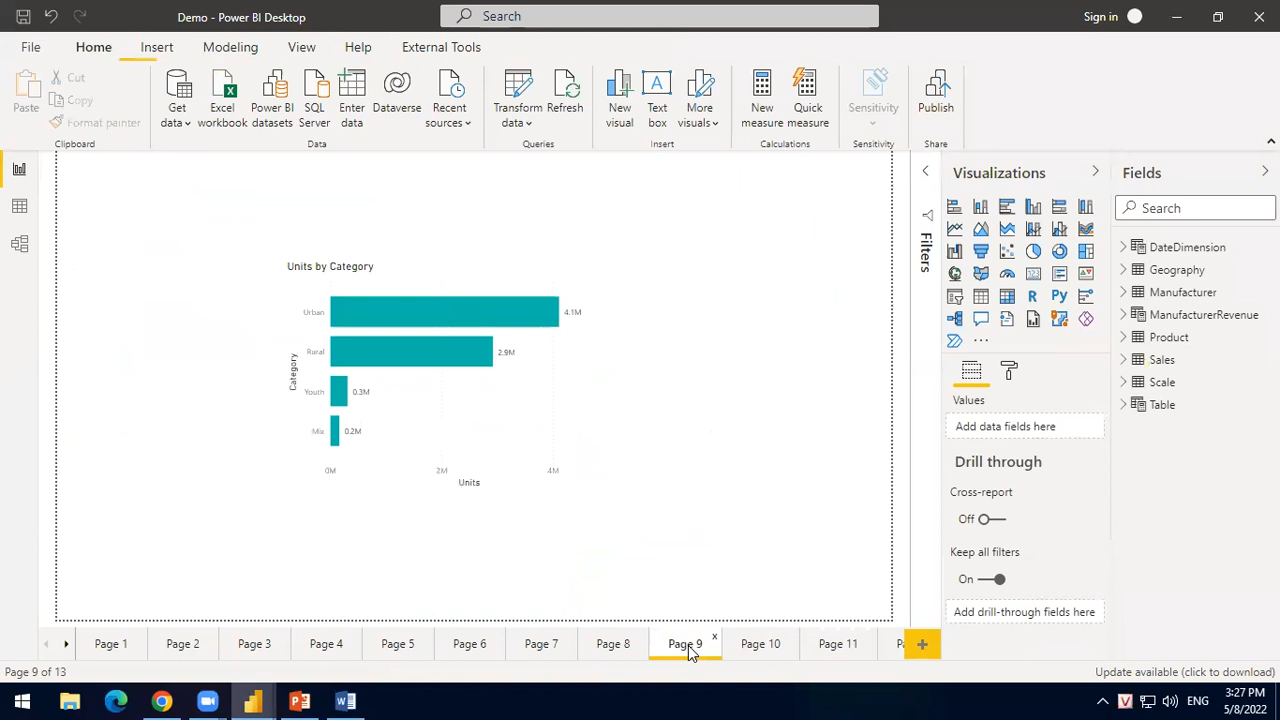 Demo - Power BI Desktop
Search
Sign in
File
Home
Insert
Modeling
View
Help
External Tools
Paste
Cut
Copy
Format painter
Clipboard
Get data
Excel workbook
Power BI datasets
SQL Server
Enter data
Dataverse
Recent sources
Data
Transform data
Refresh
Queries
New visual
Text box
More visuals
Insert
New measure
Quick measure
Calculations
Sensitivity
Sensitivity
Publish
Share
Units by Category
Urban
4.1M
Rural
2.9M
Youth
0.3M
Mix
0.2M
Category
0M
2M
4M
Units
Filters
Visualizations
R
Py
Values
Add data fields here
Drill through
Cross-report
Off
Keep all filters
On
Add drill-through fields here
Fields
Search
DateDimension
Geography
Manufacturer
ManufacturerRevenue
Product
Sales
Scale
Table
Page 1
Page 2
Page 3
Page 4
Page 5
Page 6
Page 7
Page 8
Page 9
Page 10
Page 11
Page 9 of 13
Update available (click to download)
ENG
3:27 PM
5/8/2022